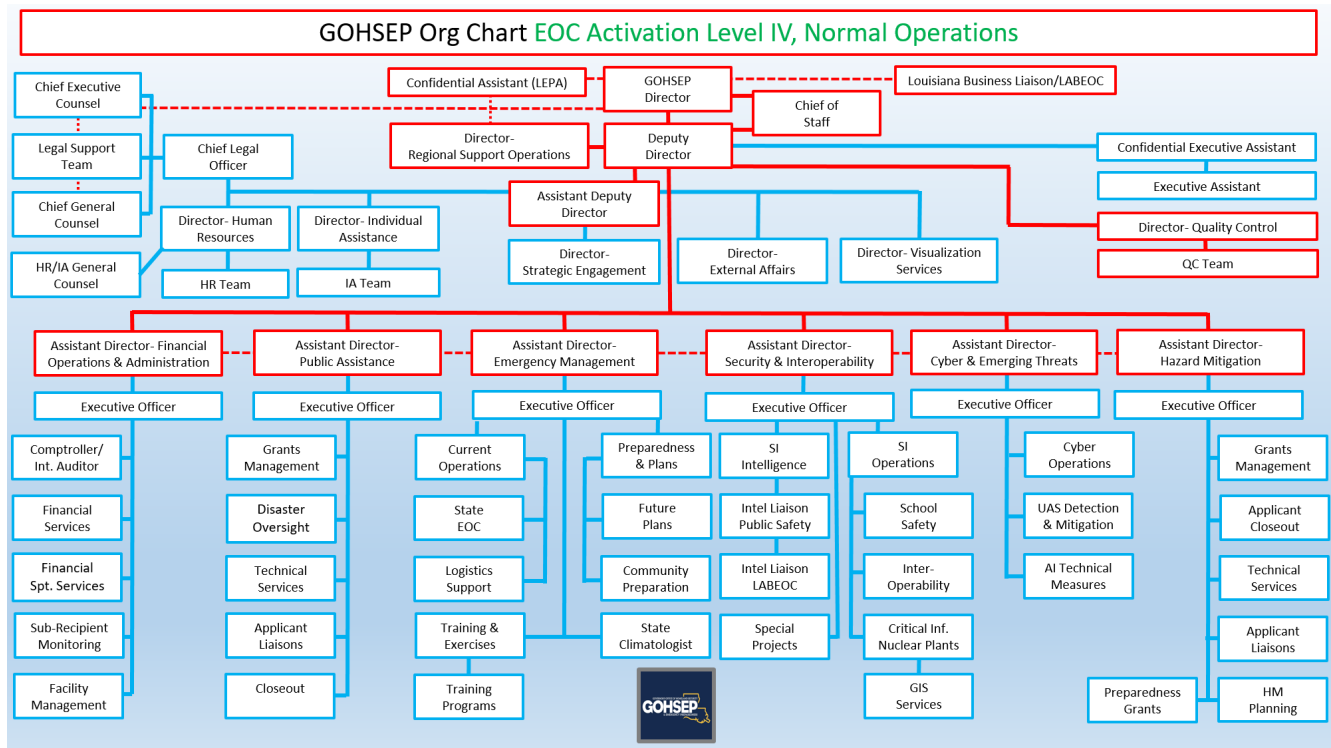 GOHSEP Org Chart EOC Activation Level IV, Normal Operations
Chief Executive
Counsel
Confidential Assistant (LEPA)
GOHSEP
Director
Louisiana Business Liaison/LABEOC
Chief of
Staff
Legal Support
Team
Chief Legal
Officer
Director-
Regional Support Operations
Deputy
Director
Confidential Executive Assistant
Executive Assistant
Chief General
Counsel
Director- Human
Resources
Director- Individual
Assistance
Assistant Deputy
Director
Director- Quality Control
HR/IA General
Counsel
HR Team
IA Team
Director-
Strategic Engagement
Director-
External Affairs
Director- Visualization
Services
QC Team
Assistant Director- Financial
Operations & Administration
Assistant Director-
Public Assistance
Assistant Director-
Emergency Management
Assistant Director-
Security & Interoperability
Assistant Director-
Cyber & Emerging Threats
Assistant Director-
Hazard Mitigation
Executive Officer
Executive Officer
Executive Officer
Executive Officer
Executive Officer
Executive Officer
Comptroller/
Int. Auditor
Financial
Services
Financial
Spt. Services
Sub-Recipient
Monitoring
Facility
Management
Grants
Management
Disaster
Oversight
Technical
Services
Applicant
Liaisons
Closeout
Current
Operations
State
EOC
Logistics
Support
Training &
Exercises
Training
Programs
Preparedness
& Plans
Future
Plans
Community
Preparation
State
Climatologist
SI
Intelligence
Intel Liaison
Public Safety
Intel Liaison
LABEOC
Special
Projects
SI
Operations
School
Safety
Inter-
Operability
Critical Inf.
Nuclear Plants
GIS
Services
Cyber
Operations
UAS Detection
& Mitigation
AI Technical
Measures
Grants
Management
Applicant
Closeout
Technical
Services
Applicant
Liaisons
Preparedness
Grants
HM
Planning
GOHSEP